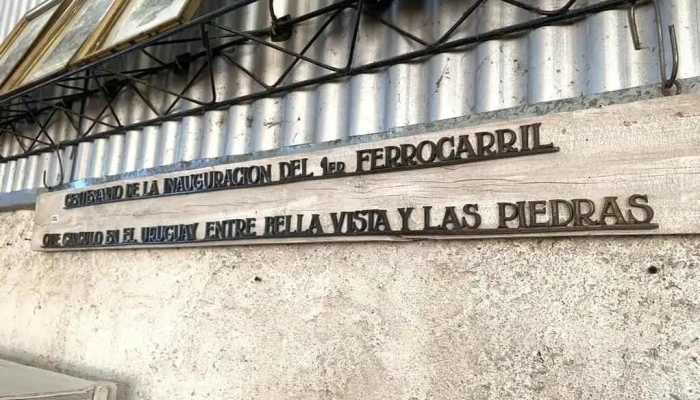 CENTENARIO DE LA INAUGURACION DEL 1ER FERROCARRIL
QUE CIRCULO EN EL URUGUAY ENTRE BELLA VISTA Y LAS PIEDRAS